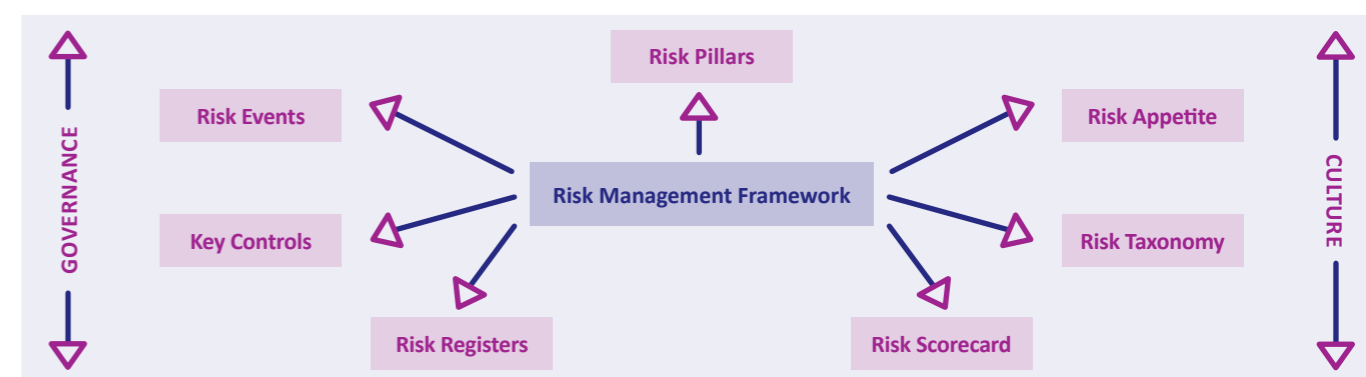 Risk Pillars
Risk Events
Risk Appetite
GOVERNANCE
Risk Management Framework
CULTURE
Key Controls
Risk Taxonomy
Risk Registers
Risk Scorecard